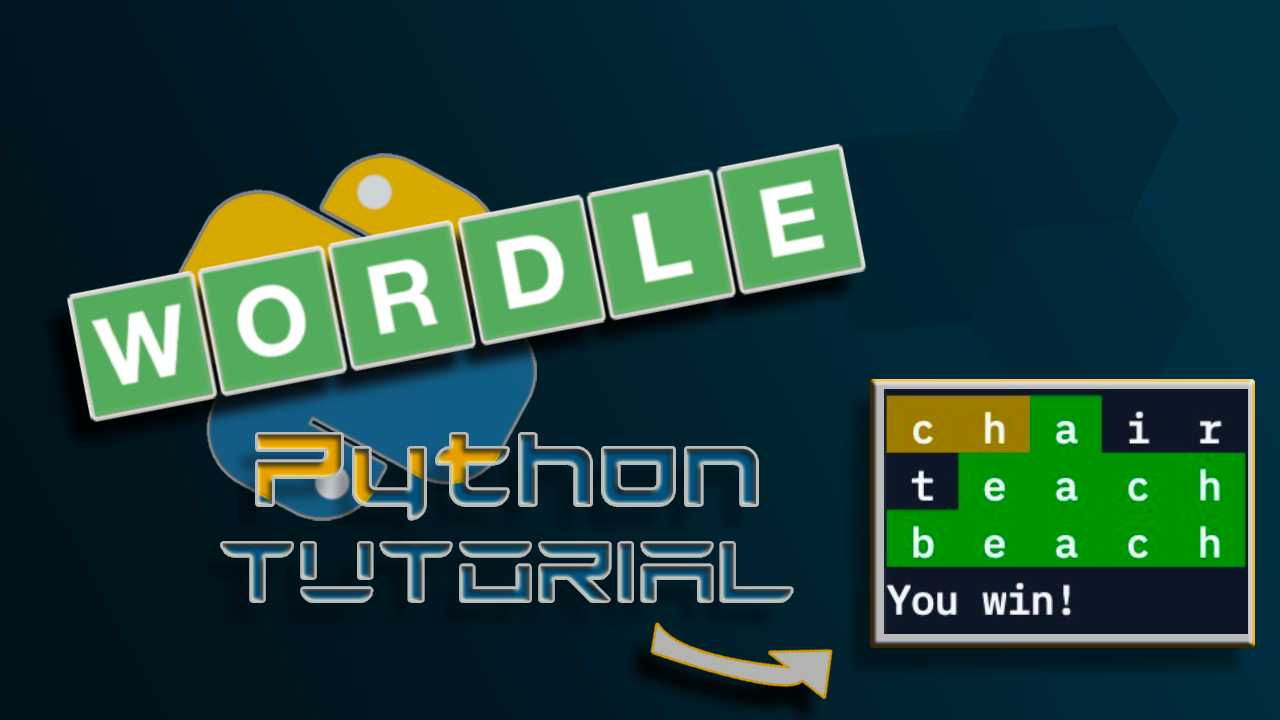 WORDLE
Python
TUTORIAL
c h a i r
t e a c h
b e a c h
You win!